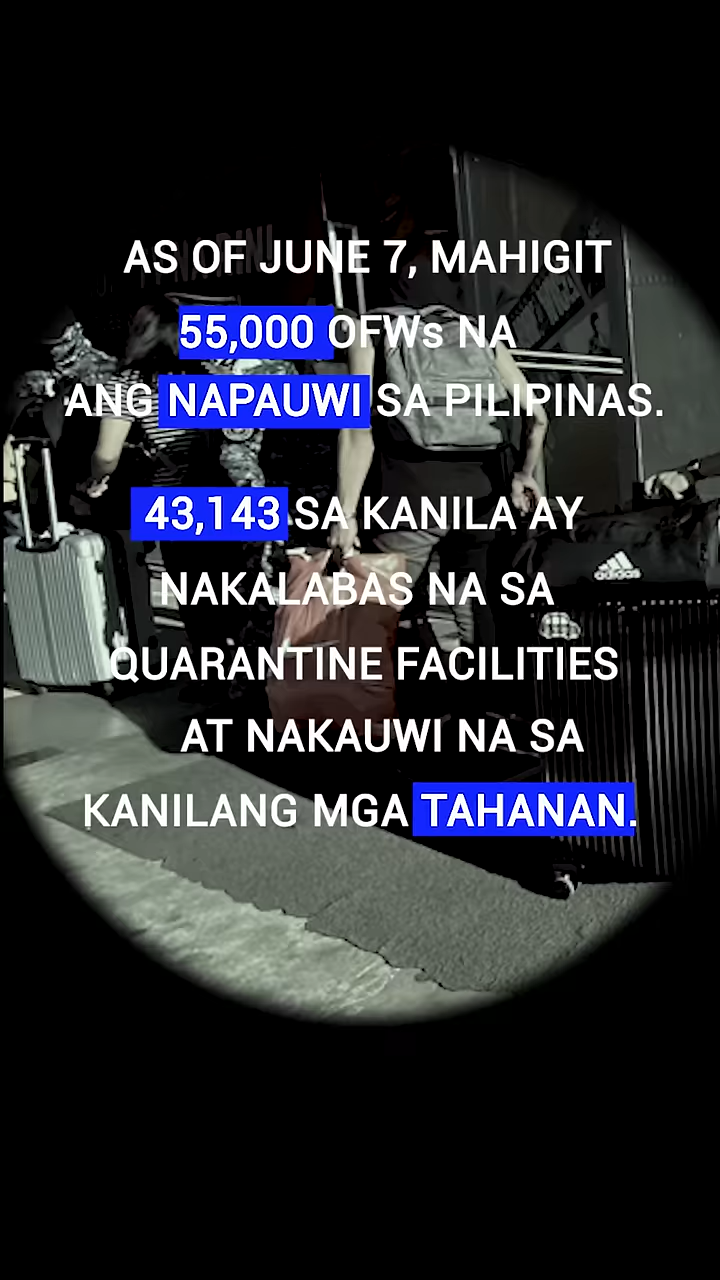 AS OF JUNE 7, MAHIGIT
55,000 OFWs NA
ANG NAPAUWI SA PILIPINAS.
43,143 SA KANILA AY
NAKALABAS NA SA
QUARANTINE FACILITIES
AT NAKAUWI NA SA
KANILANG MGA TAHANAN.
adidas